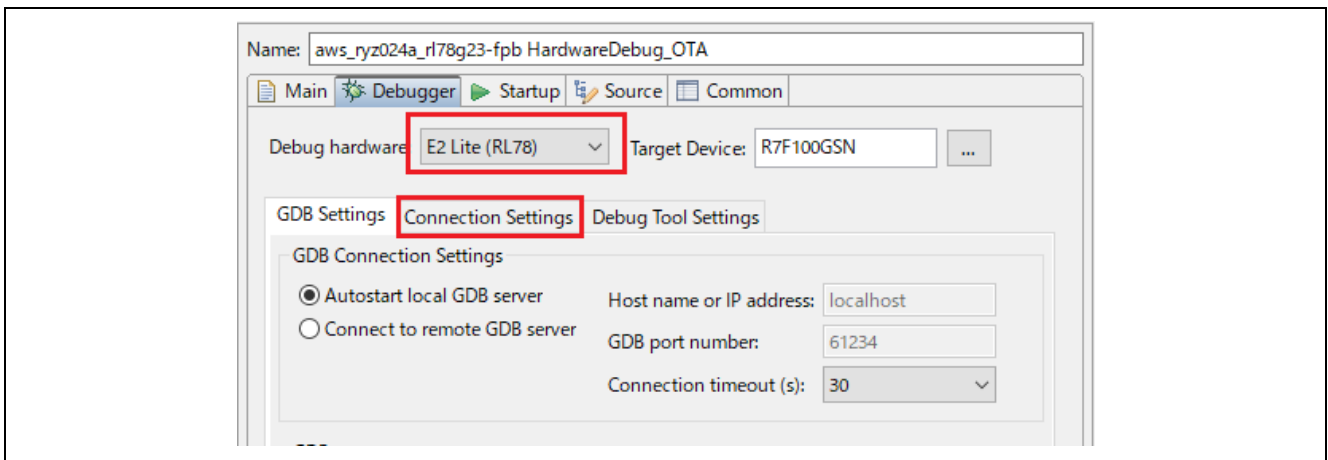 Name: aws_ryz024a_rl78g23-fpb HardwareDebug_OTA
Main Debugger Startup Source Common
Debug hardware E2 Lite (RL78) Target Device: R7F100GSN ...
GDB Settings Connection Settings Debug Tool Settings
GDB Connection Settings
Autostart local GDB server
Host name or IP address: localhost
Connect to remote GDB server
GDB port number: 61234
Connection timeout (s): 30